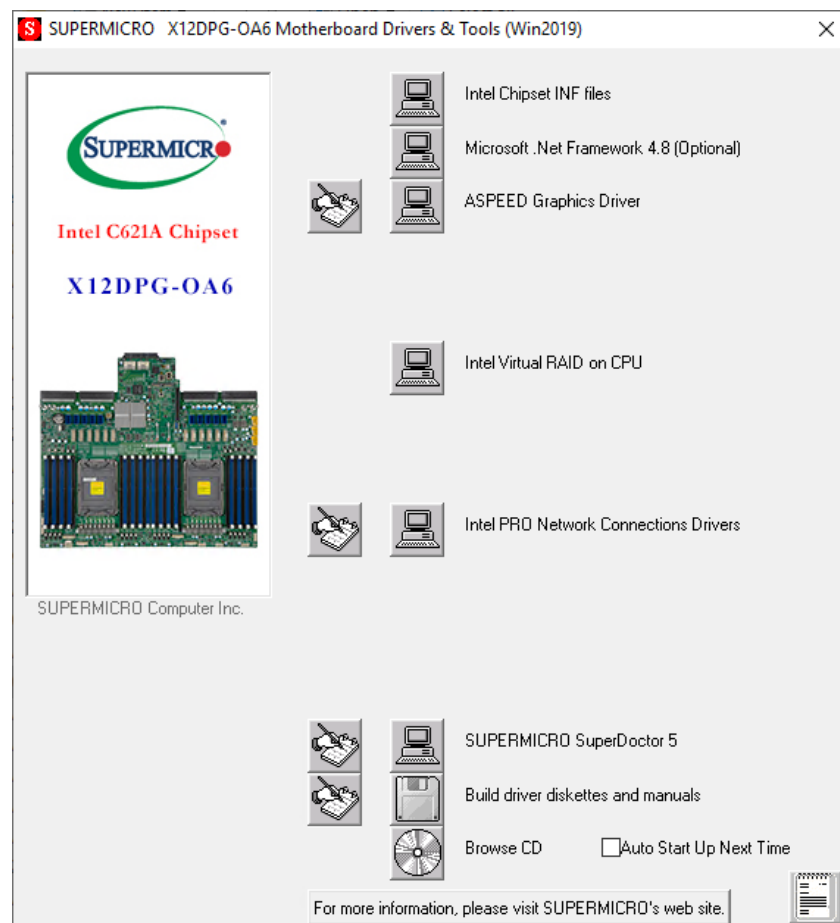 S SUPERMICRO X12DPG-OA6 Motherboard Drivers & Tools (Win2019)
SUPERMICRO
Intel C621A Chipset
X12DPG-OA6
SUPERMICRO Computer Inc.
Intel Chipset INF files
Microsoft .Net Framework 4.8 (Optional)
ASPEED Graphics Driver
Intel Virtual RAID on CPU
Intel PRO Network Connections Drivers
SUPERMICRO SuperDoctor 5
Build driver diskettes and manuals
Browse CD
Auto Start Up Next Time
For more information, please visit SUPERMICRO's web site.